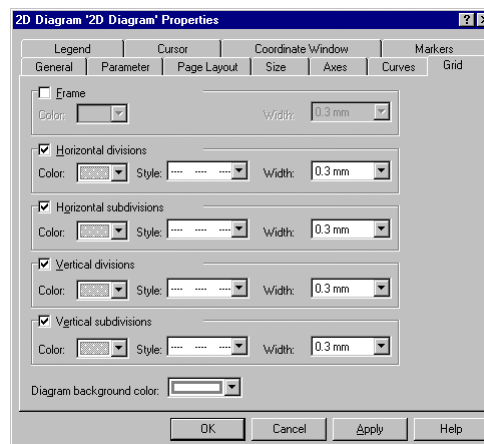 2D Diagram '2D Diagram' Properties
Legend Cursor Coordinate Window Markers
General Parameter Page Layout Size Axes Curves Grid
Frame
Color: Width: 0.3 mm
Horizontal divisions
Color: Style: Width: 0.3 mm
Horizontal subdivisions
Color: Style: Width: 0.3 mm
Vertical divisions
Color: Style: Width: 0.3 mm
Vertical subdivisions
Color: Style: Width: 0.3 mm
Diagram background color:
OK Cancel Apply Help